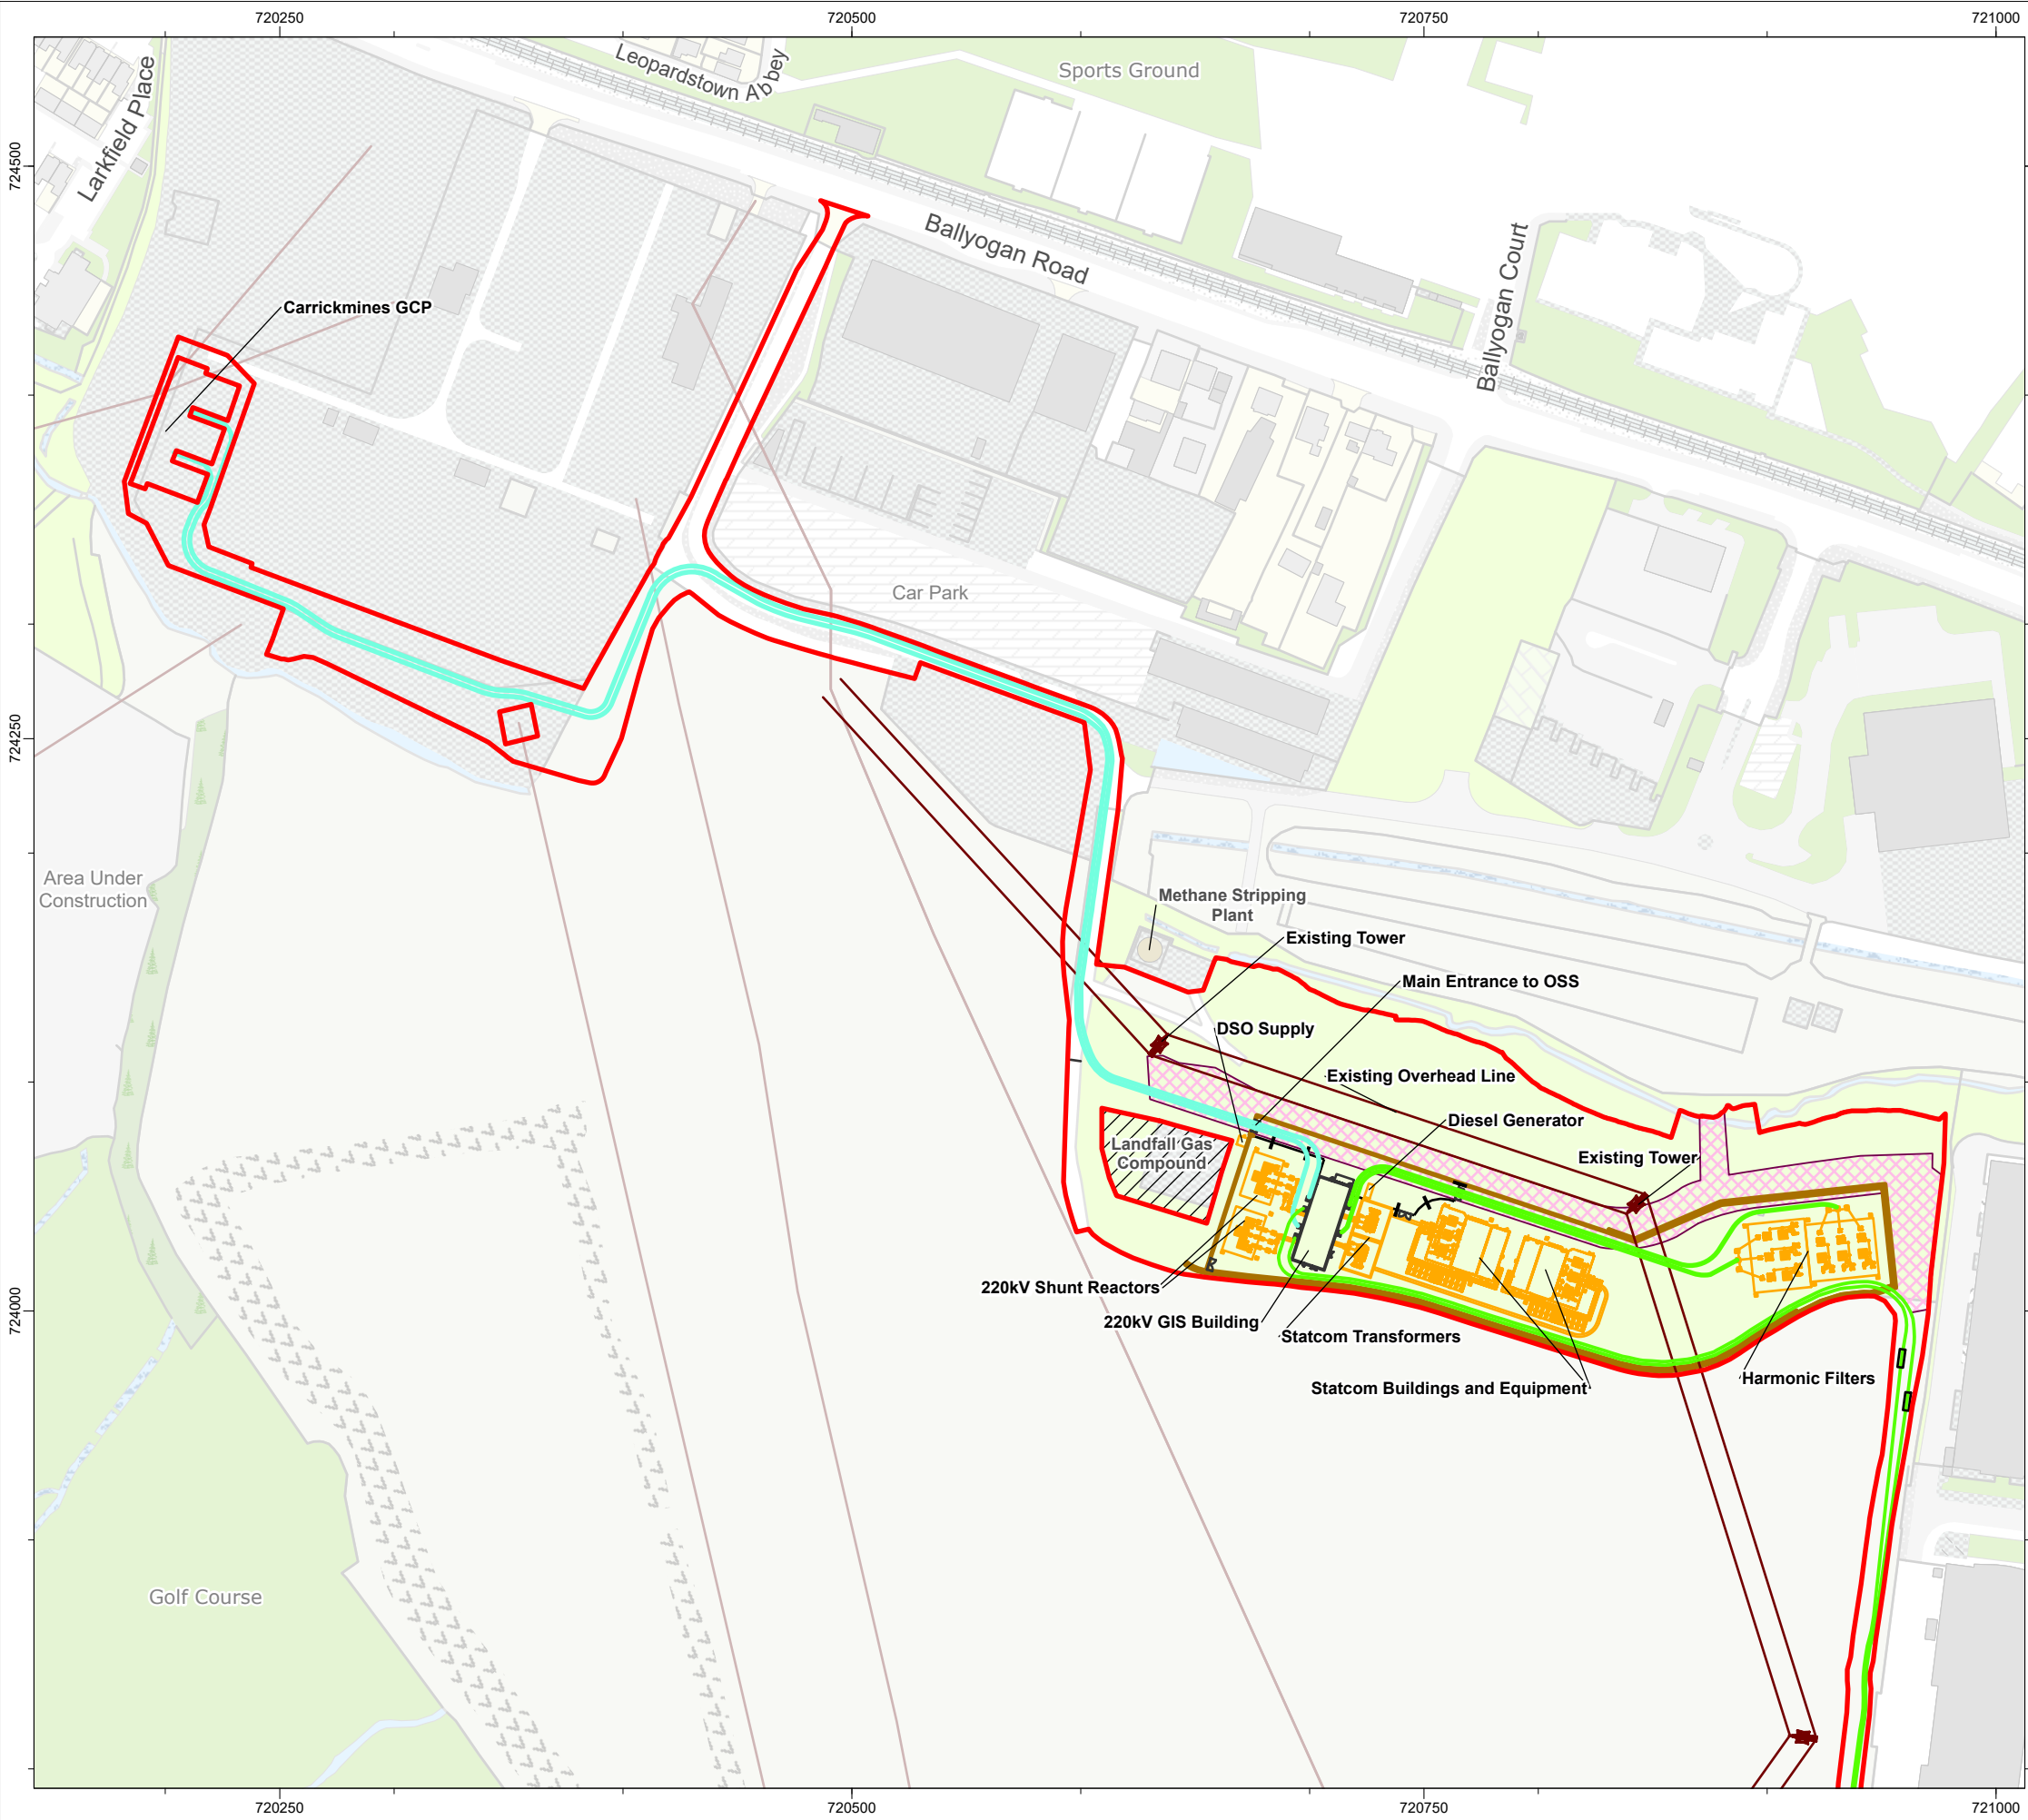 720250
720500
720750
721000
Leopardstown Abbey
Sports Ground
Larkfield Place
724500
724500
Ballyogan Road
Ballyogan Court
Carrickmines GCP
Car Park
724250
Area Under
Construction
Methane Stripping
Plant
Existing Tower
Main Entrance to OSS
DSO Supply
Existing Overhead Line
Diesel Generator
Landfall Gas
Compound
Existing Tower
220kV Shunt Reactors
724000
220kV GIS Building
Statcom Transformers
Statcom Buildings and Equipment
Harmonic Filters
Golf Course
720250
720500
720750
721000